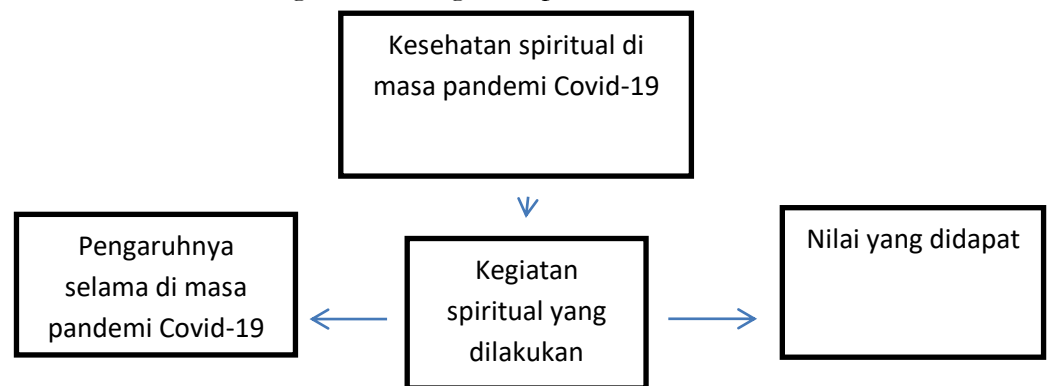 Kesehatan spiritual di
masa pandemi Covid-19
Pengaruhnya
selama di masa
pandemi Covid-19
Kegiatan
spiritual yang
dilakukan
Nilai yang didapat